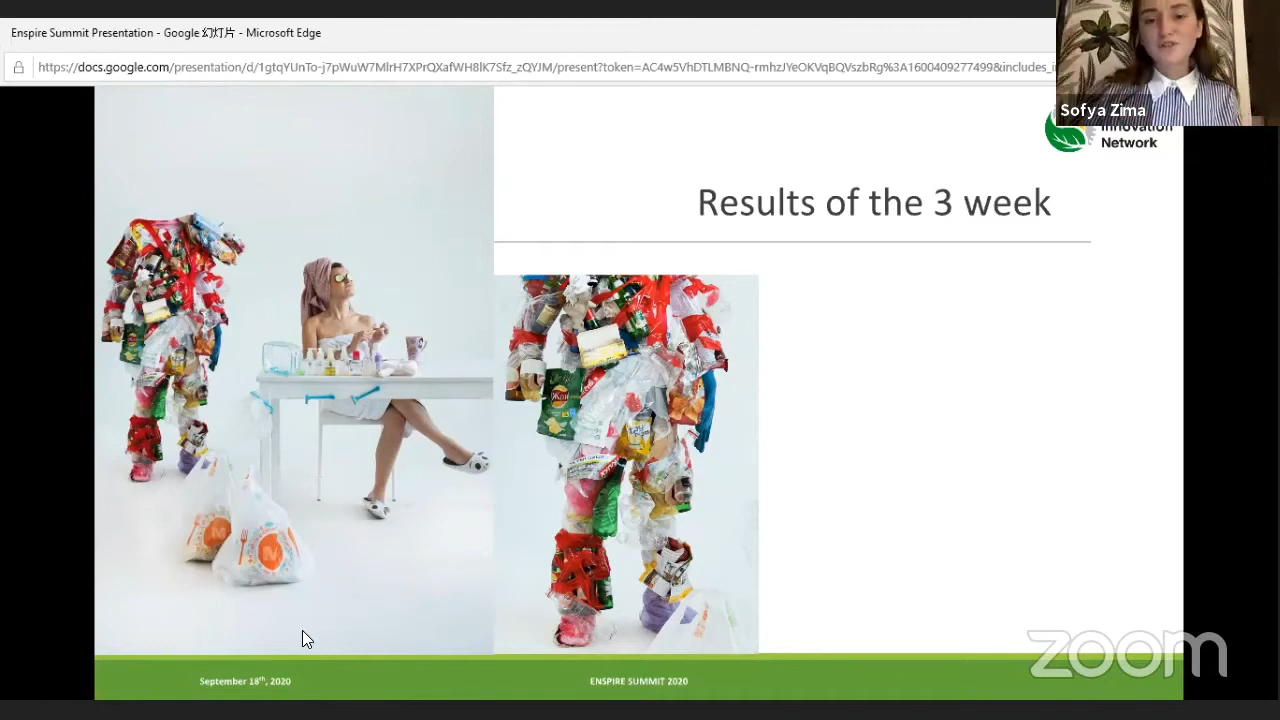 Enspire Summit Presentation - Google 幻灯片 - Microsoft Edge
https://docs.google.com/presentation/d/1gtqYUnTo-j7pWuW7MlrH7XPrQXafWH8lK7Sfz_zQYJM/present?token=AC4w5VhDTLMBNQ-rmhzJYeOKVqBQVszbRg%3A1600409277499&includes_i
Sofya Zima
Innovation
Network
Results of the 3 week
zoom
September 18th, 2020
ENSPIRE SUMMIT 2020